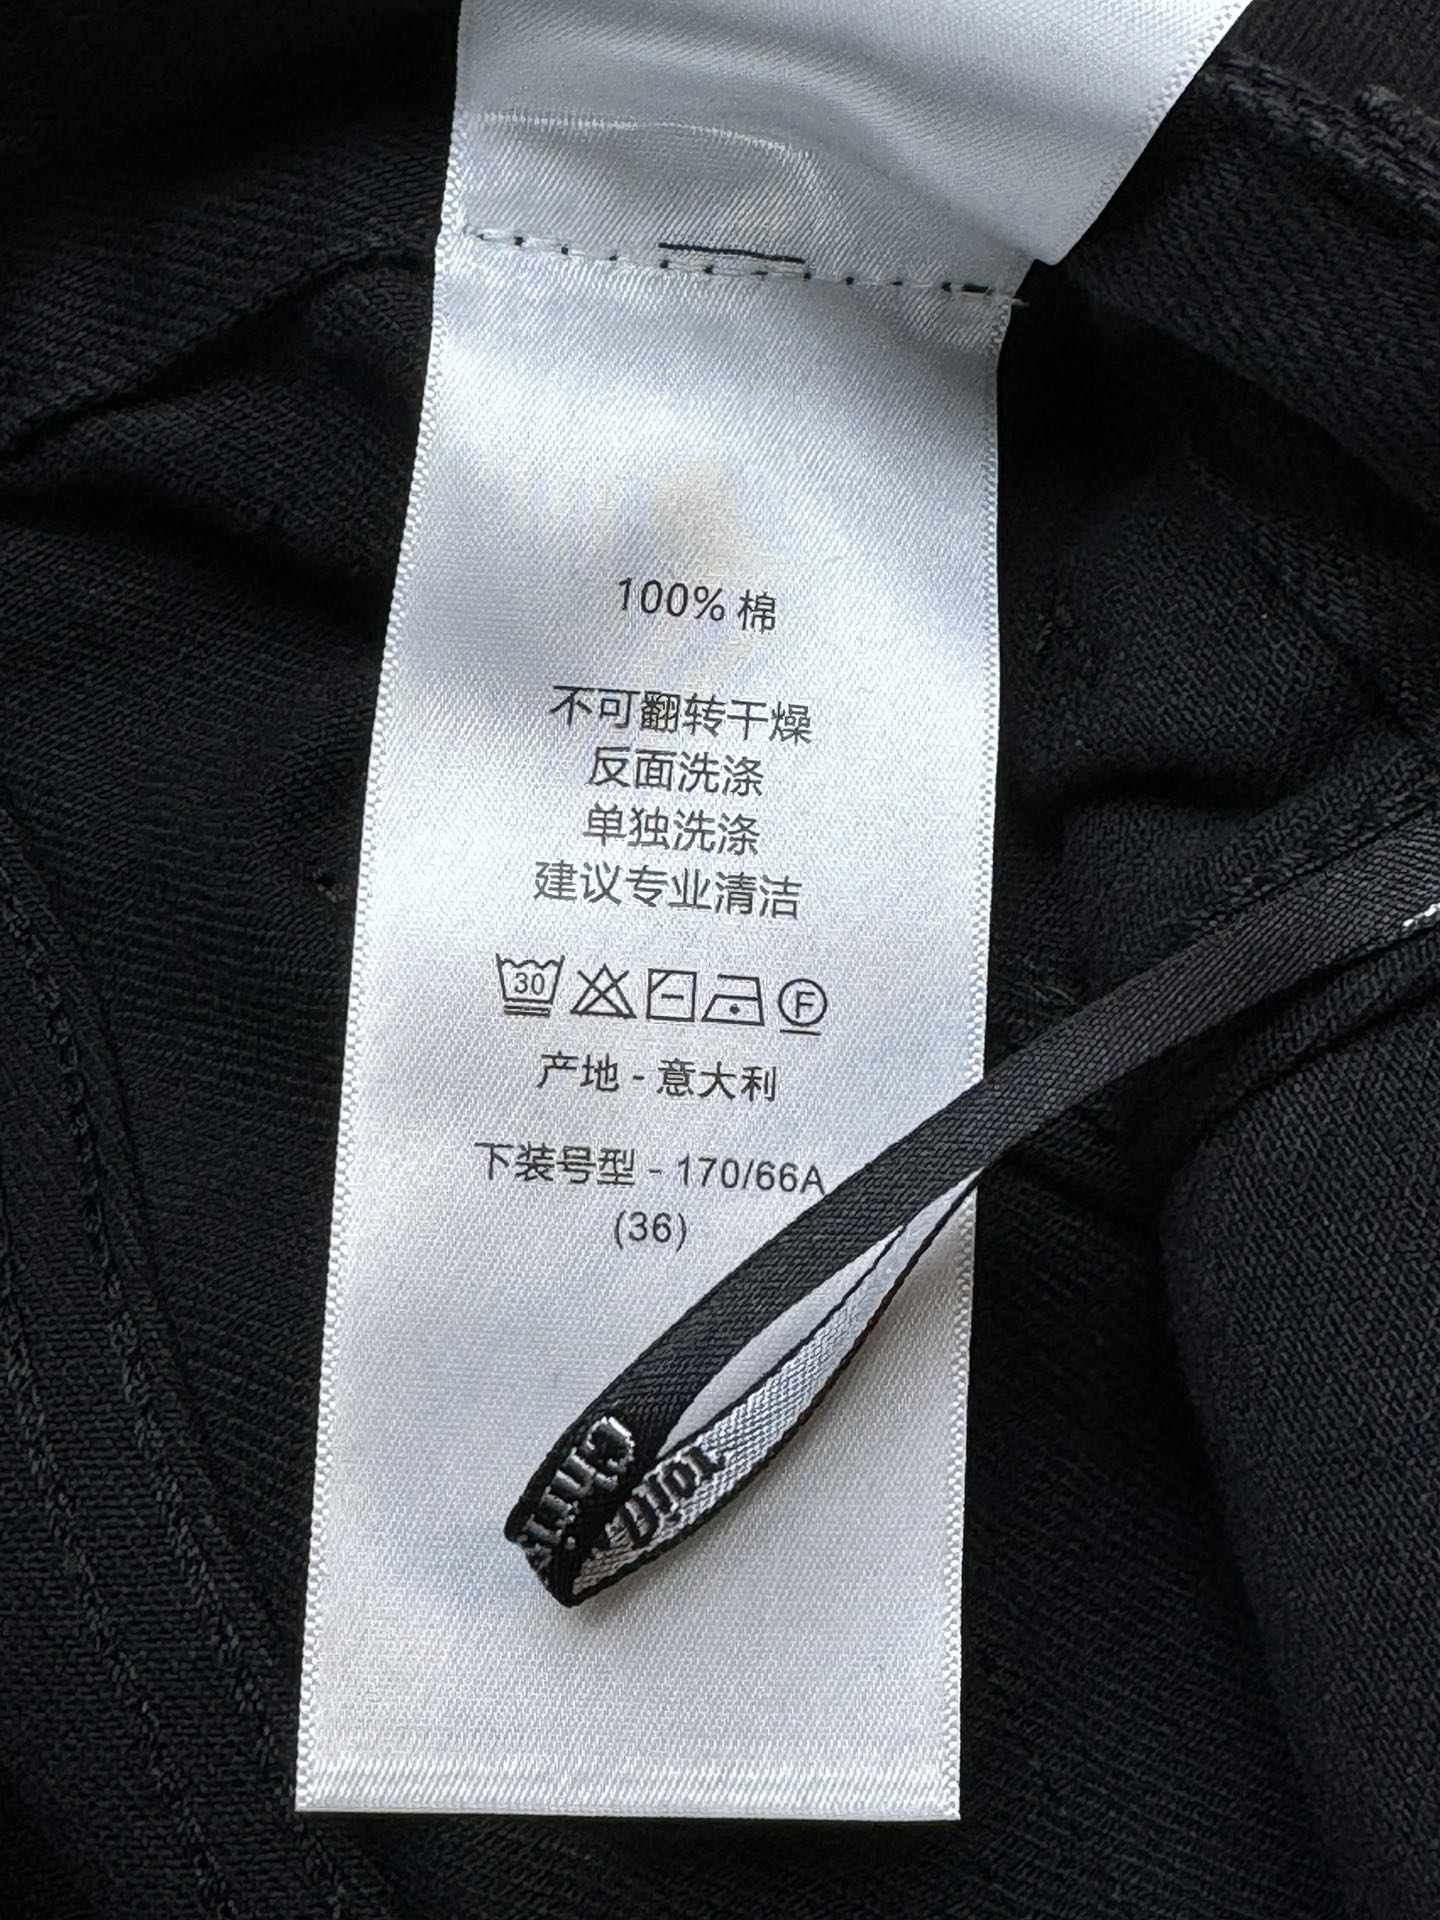 100% 棉
不可翻转干燥
反面洗涤
单独洗涤
建议专业清洁
30 F
产地 - 意大利
下装号型 - 170/66A
(36)
Dior